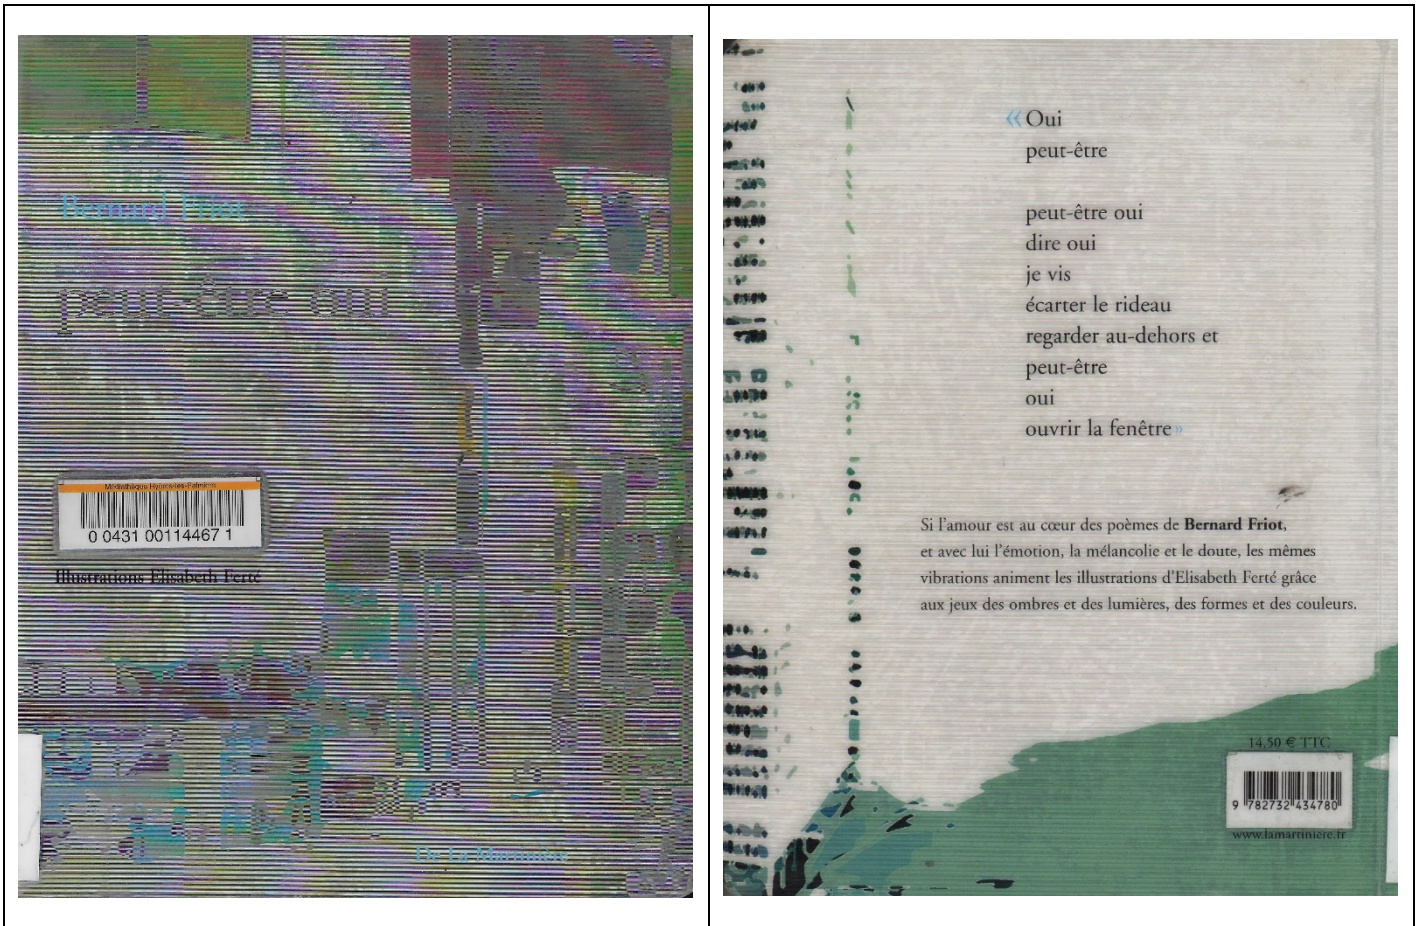 Bernard Friot
peut-être oui
Médiathèque Hyères-les-Palmiers
0 0431 00114467 1
Illustrations Elisabeth Ferté
De La Martinière
« Oui
peut-être
peut-être oui
dire oui
je vis
écarter le rideau
regarder au-dehors et
peut-être
oui
ouvrir la fenêtre »
Si l'amour est au cœur des poèmes de Bernard Friot,
et avec lui l'émotion, la mélancolie et le doute, les mêmes
vibrations animent les illustrations d'Elisabeth Ferté grâce
aux jeux des ombres et des lumières, des formes et des couleurs.
14,50 € TTC
9 782732 434780
www.lamartiniere.fr